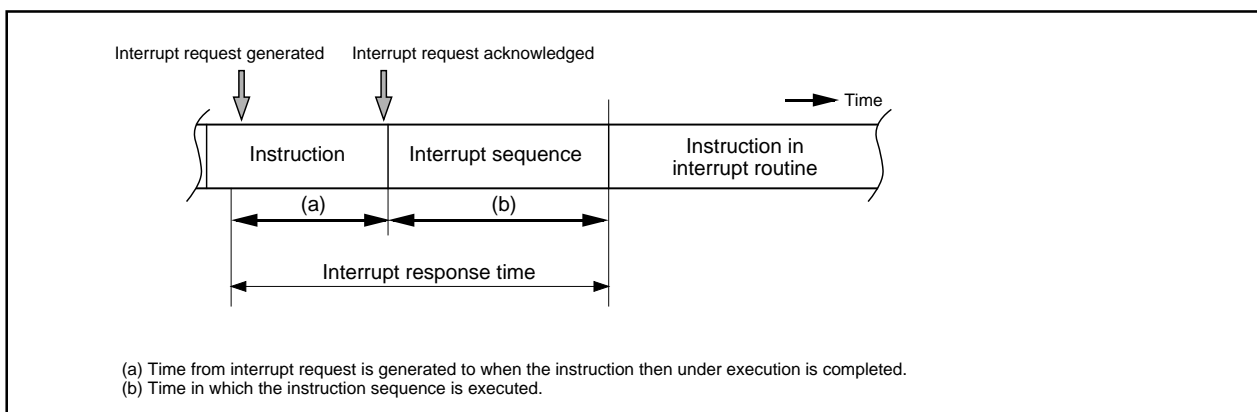 Interrupt request generated
Interrupt request acknowledged
Time
Instruction
Interrupt sequence
Instruction in
interrupt routine
(a)
(b)
Interrupt response time
(a) Time from interrupt request is generated to when the instruction then under execution is completed.
(b) Time in which the instruction sequence is executed.